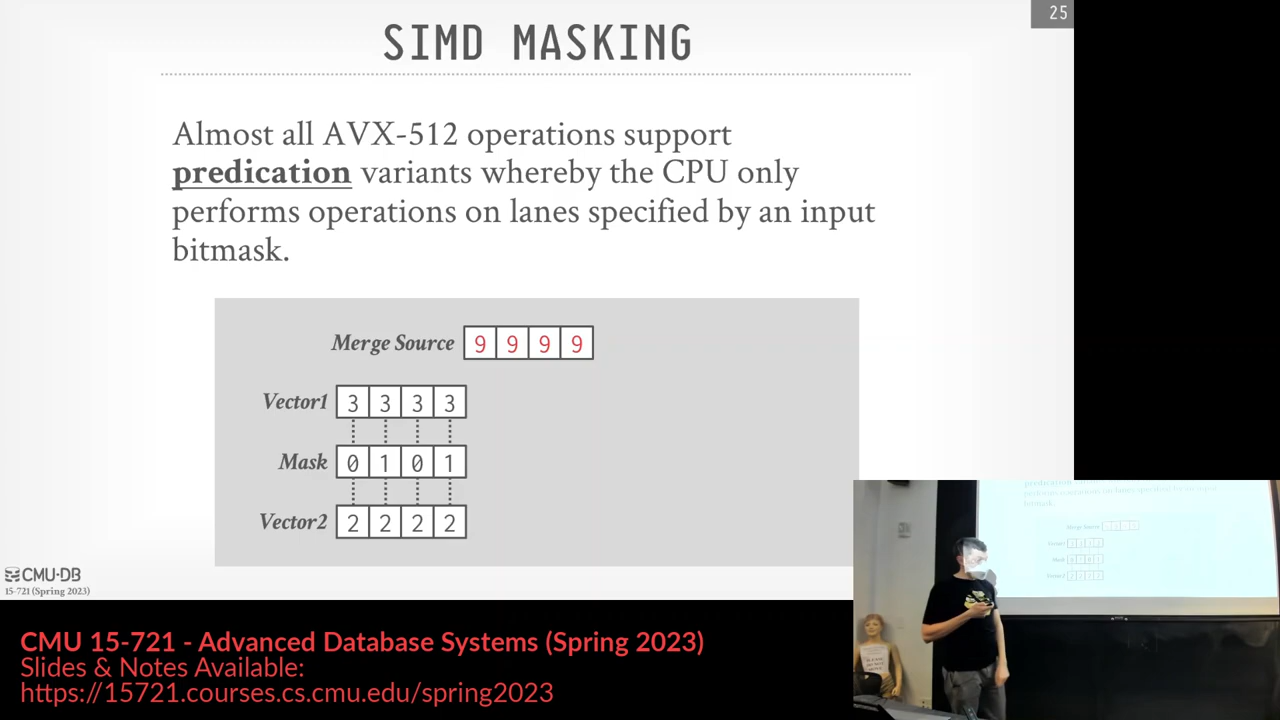 25
SIMD MASKING
Almost all AVX-512 operations support
predication variants whereby the CPU only
performs operations on lanes specified by an input
bitmask.
Merge Source 9 9 9 9
Vector1 3 3 3 3
Mask 0 1 0 1
Vector2 2 2 2 2
CMU·DB
15-721 (Spring 2023)
CMU 15-721 - Advanced Database Systems (Spring 2023)
Slides & Notes Available:
https://15721.courses.cs.cmu.edu/spring2023